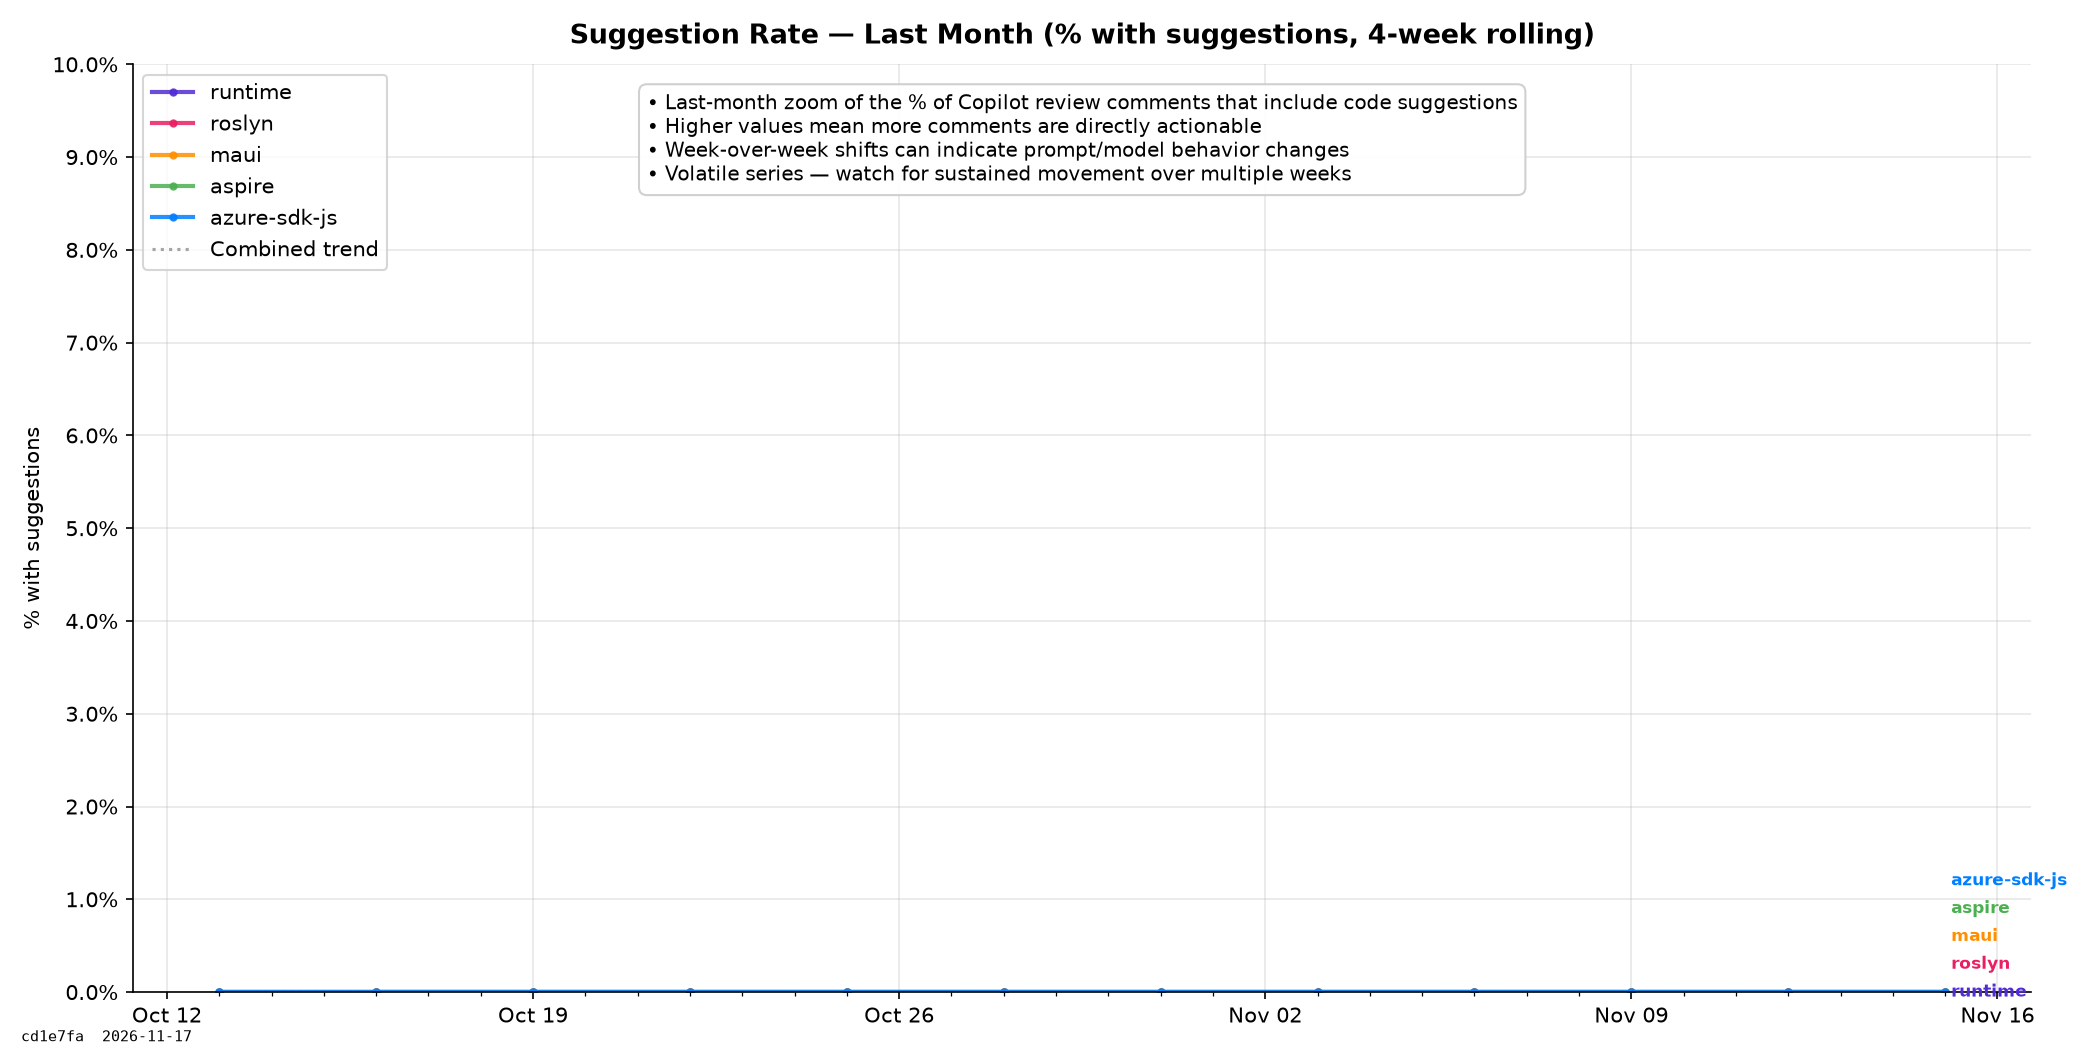 Suggestion Rate — Last Month (% with suggestions, 4-week rolling)
10.0%
9.0%
8.0%
7.0%
6.0%
5.0%
4.0%
3.0%
2.0%
1.0%
0.0%
% with suggestions
runtime
roslyn
maui
aspire
azure-sdk-js
Combined trend
• Last-month zoom of the % of Copilot review comments that include code suggestions
• Higher values mean more comments are directly actionable
• Week-over-week shifts can indicate prompt/model behavior changes
• Volatile series — watch for sustained movement over multiple weeks
azure-sdk-js
aspire
maui
roslyn
runtime
Oct 12
Oct 19
Oct 26
Nov 02
Nov 09
Nov 16
cd1e7fa 2026-11-17